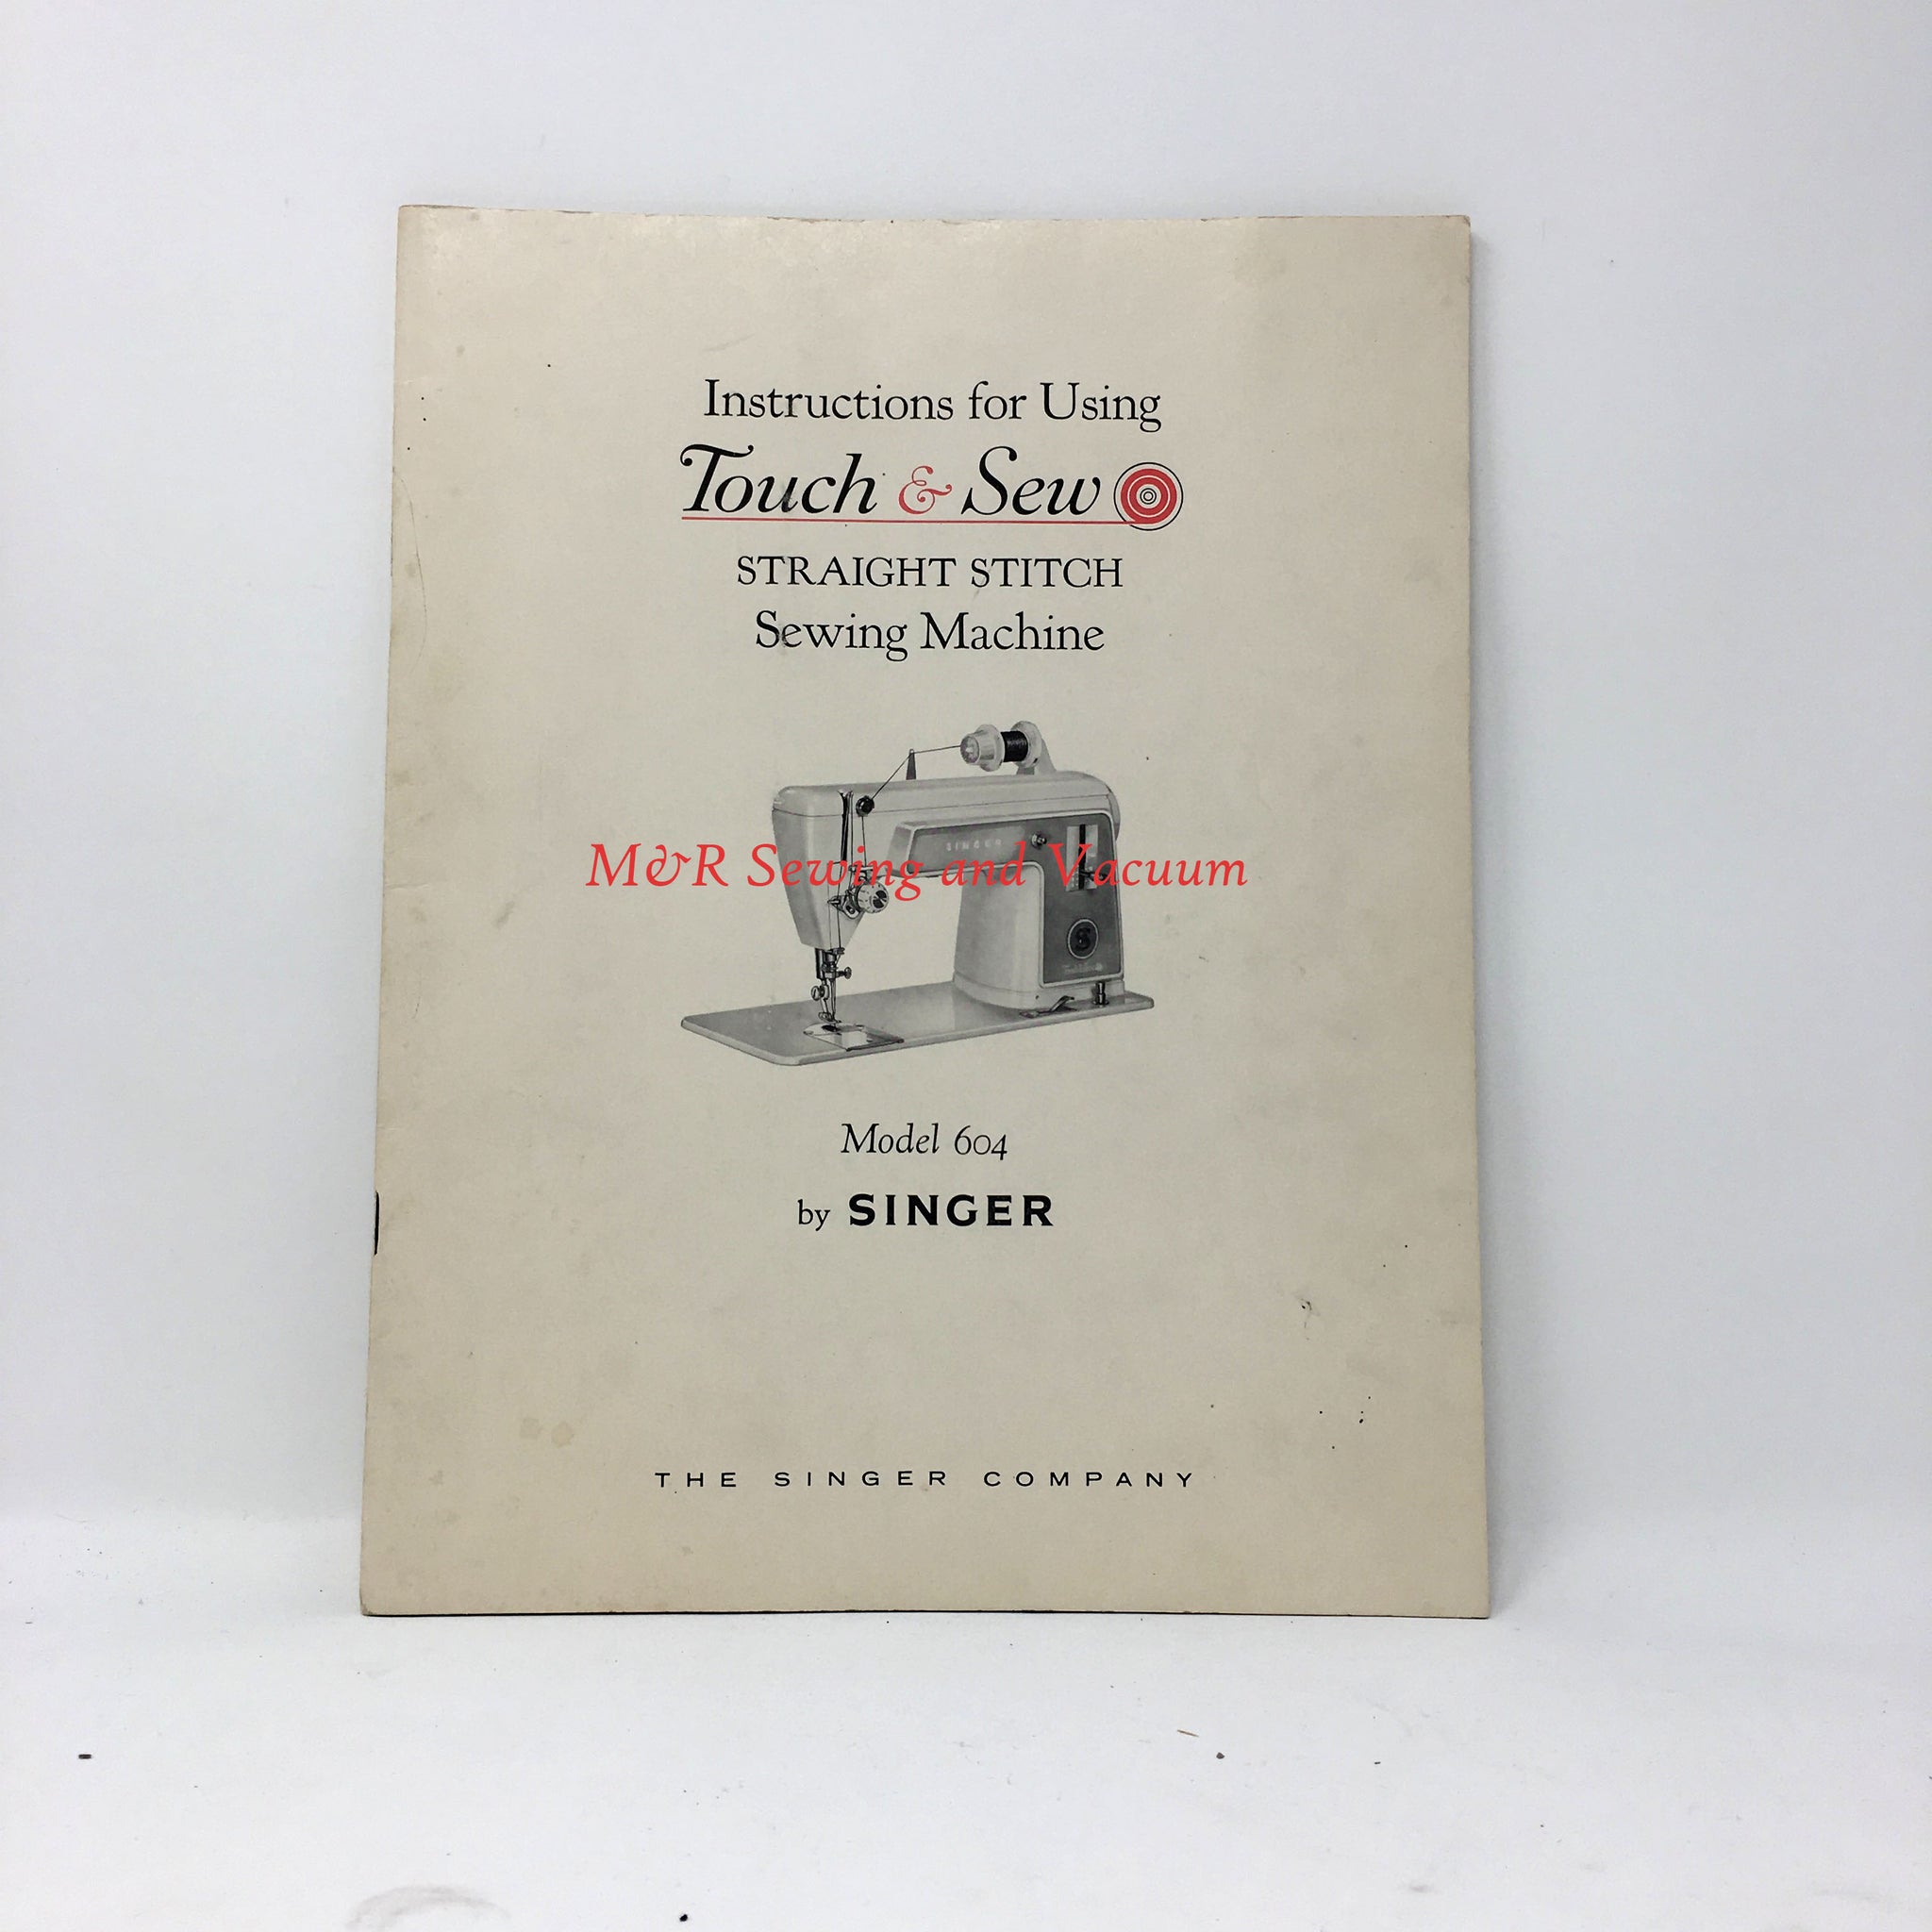 Instructions for Using
Touch & Sew
STRAIGHT STITCH
Sewing Machine
SINGER
M&R Sewing and Vacuum
S
Model 604
by SINGER
THE SINGER COMPANY